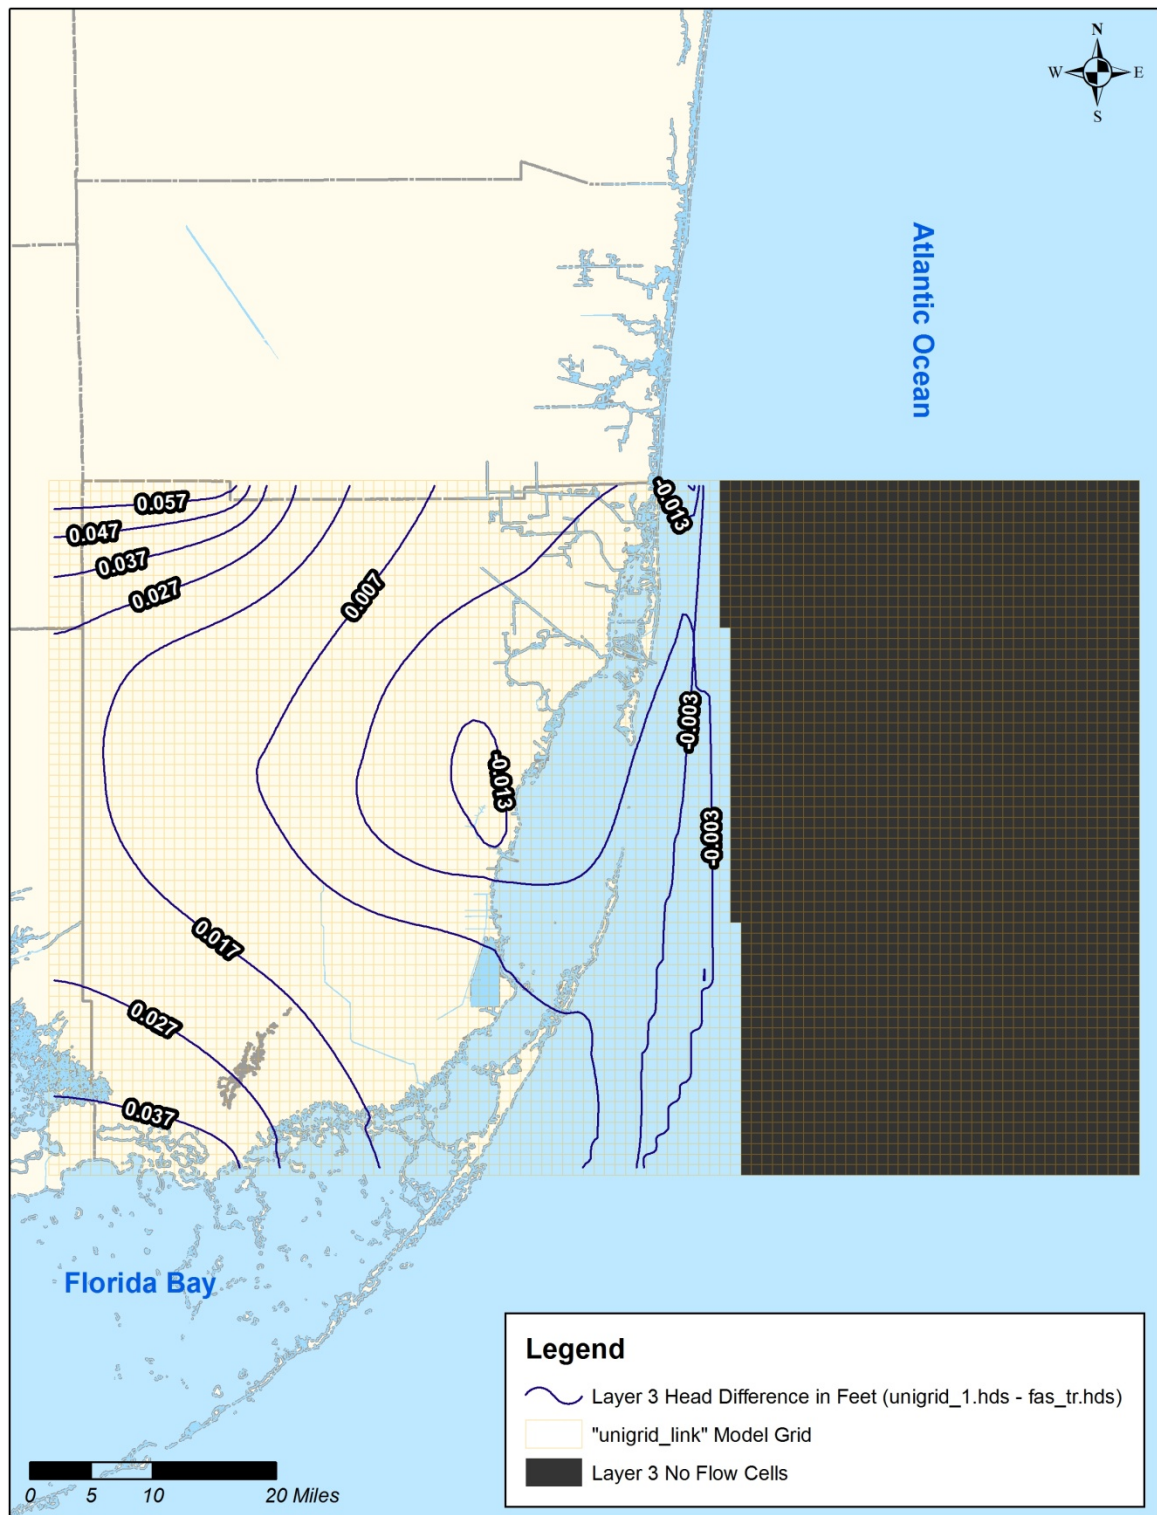 N
W E
S
Atlantic Ocean
0.057
-0.013
0.047
0.037
0.027
0.007
-0.003
-0.013
-0.003
0.017
0.027
0.037
Florida Bay
Legend
Layer 3 Head Difference in Feet (unigrid_1.hds - fas_tr.hds)
"unigrid_link" Model Grid
Layer 3 No Flow Cells
0 5 10 20 Miles